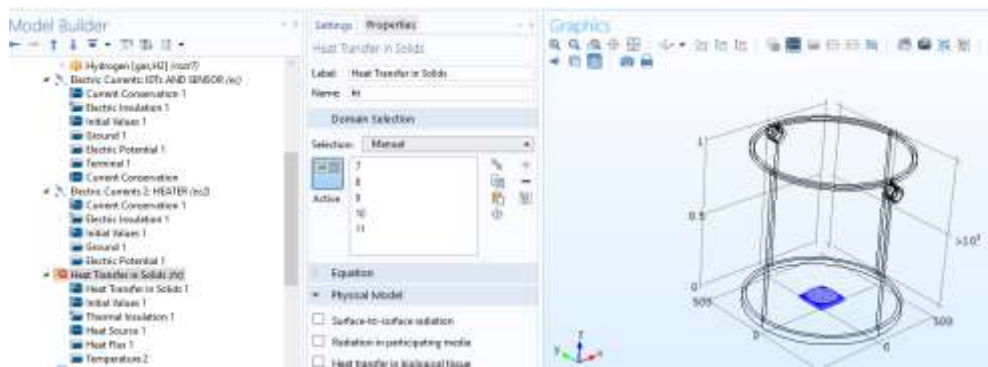 Model Builder
Hydrogen [gas,H2] (mat7)
Electric Currents: IDTs AND SENSOR (ec)
Current Conservation 1
Electric Insulation 1
Initial Values 1
Ground 1
Electric Potential 1
Terminal 1
Current Conservation
Electric Currents 2: HEATER (ec2)
Current Conservation 1
Electric Insulation 1
Initial Values 1
Ground 1
Electric Potential 1
Heat Transfer in Solids (ht)
Heat Transfer in Solids 1
Initial Values 1
Thermal Insulation 1
Heat Source 1
Heat Flux 1
Temperature 2
Settings Properties
Heat Transfer in Solids
Label: Heat Transfer in Solids
Name: ht
Domain Selection
Selection: Manual
Active
7
8
9
10
11
Equation
Physical Model
Surface-to-surface radiation
Radiation in participating media
Heat transfer in biological tissue
Graphics
1
0.5
0
×10³
500
0
500
0
z
y
x